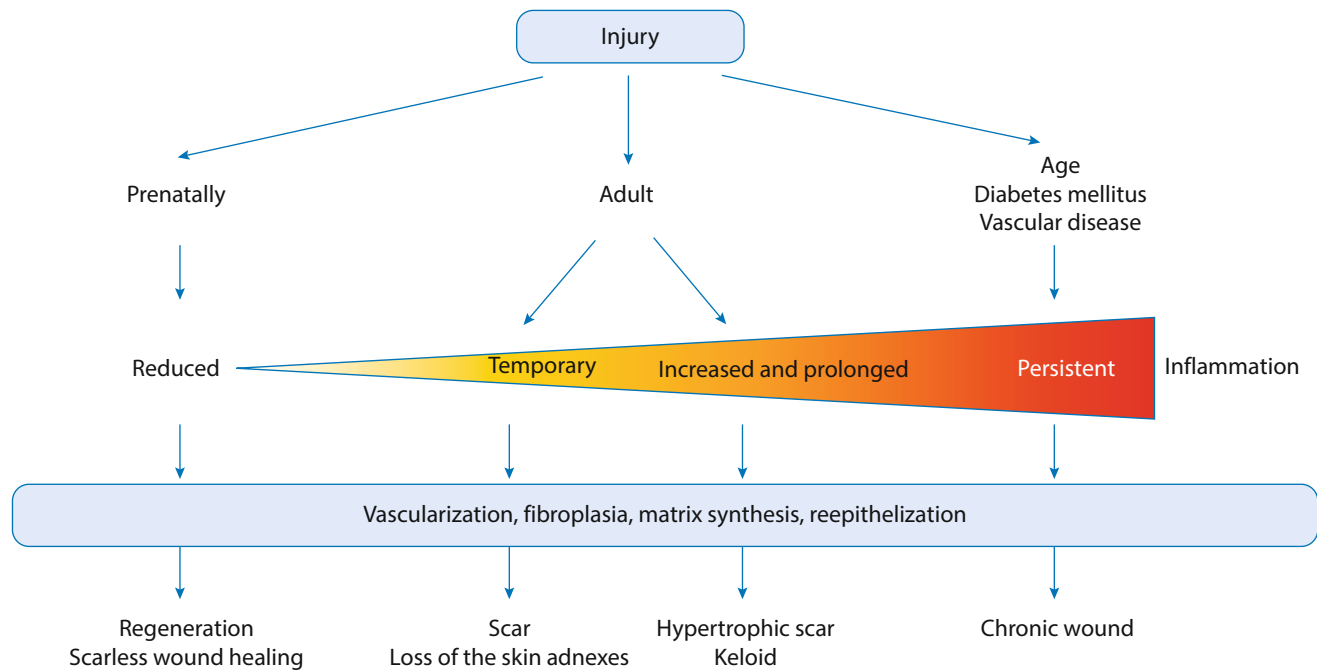 Injury
Prenatally
Adult
Age
Diabetes mellitus
Vascular disease
Reduced
Temporary
Increased and prolonged
Persistent
Inflammation
Vascularization, fibroplasia, matrix synthesis, reepithelization
Regeneration
Scarless wound healing
Scar
Loss of the skin adnexes
Hypertrophic scar
Keloid
Chronic wound